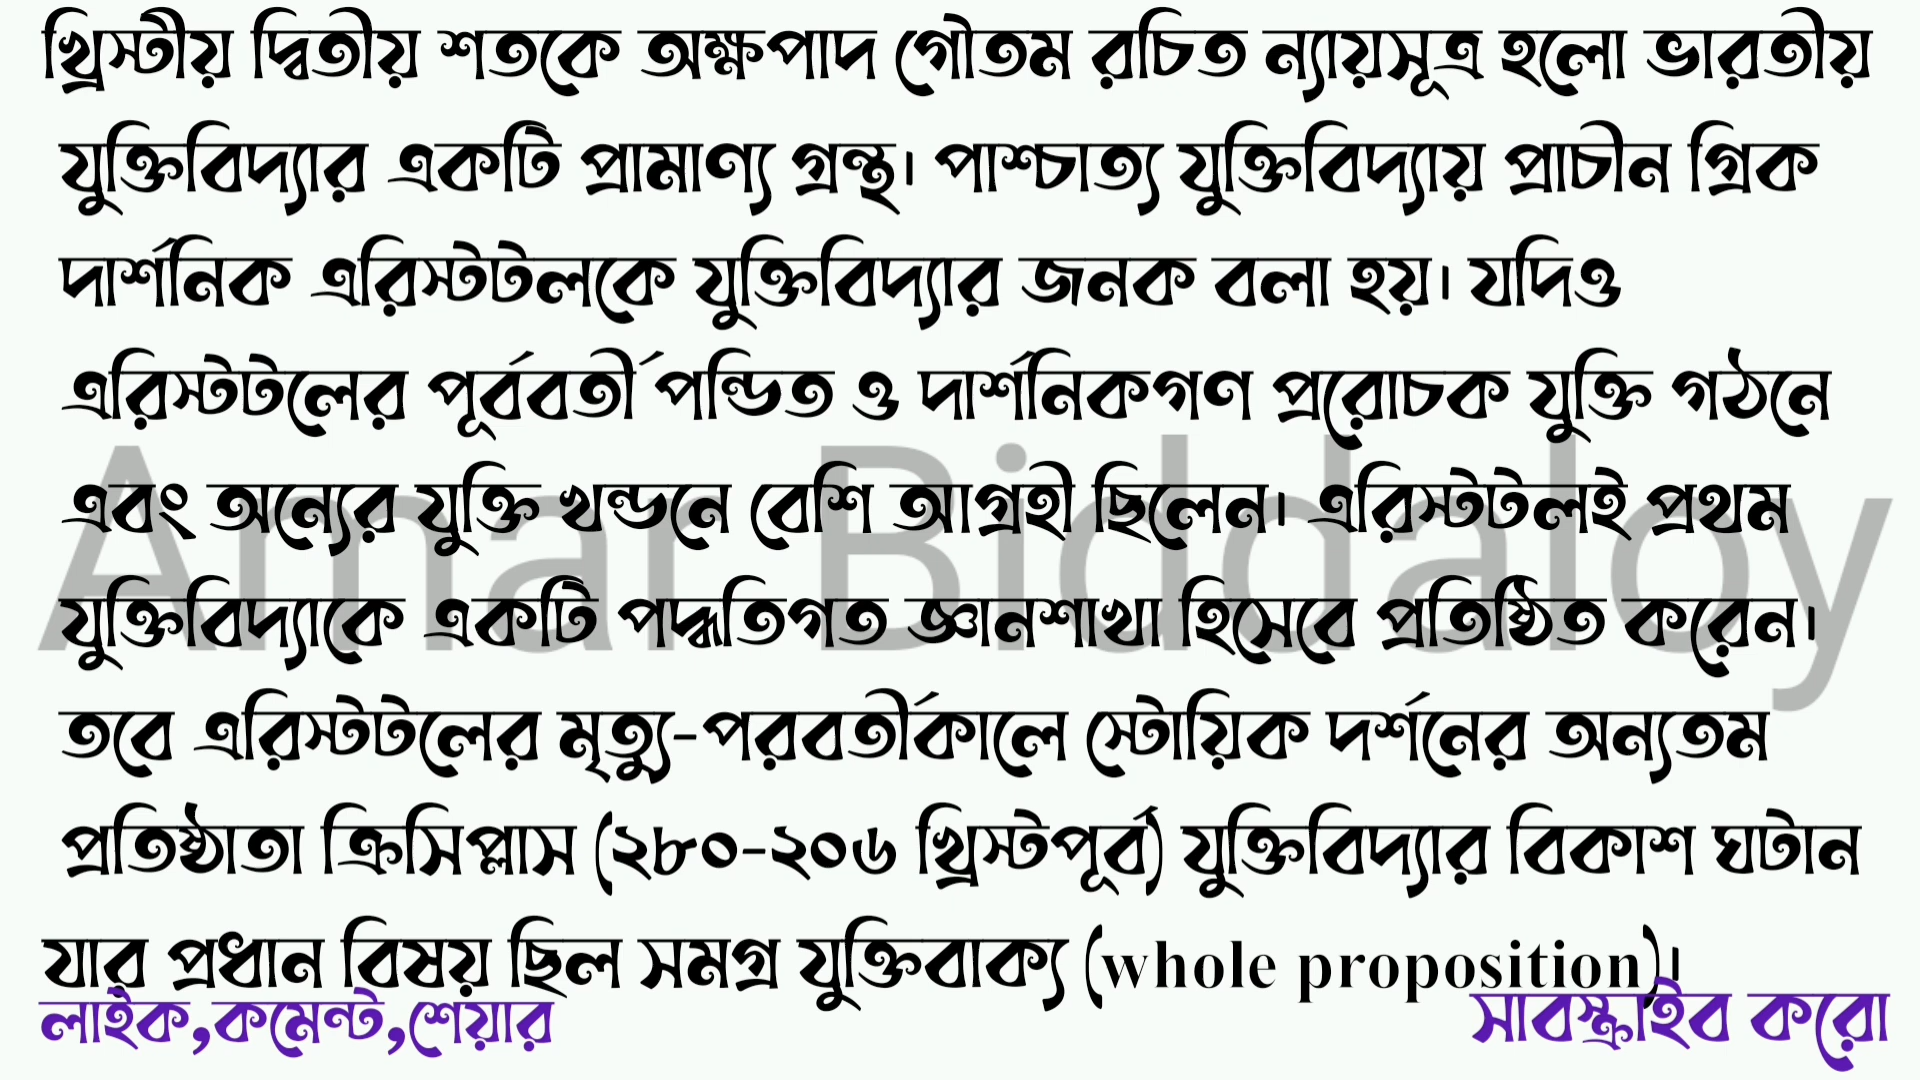 খ্রিস্টীয় দ্বিতীয় শতকে অক্ষপাদ গৌতম রচিত ন্যায়সূত্র হলো ভারতীয়
যুক্তিবিদ্যার একটি প্রামাণ্য গ্রন্থ। পাশ্চাত্য যুক্তিবিদ্যায় প্রাচীন গ্রিক
দার্শনিক এরিস্টটলকে যুক্তিবিদ্যার জনক বলা হয়। যদিও
এরিস্টটলের পূর্ববর্তী পন্ডিত ও দার্শনিকগণ প্ররোচক যুক্তি গঠনে
এবং অন্যের যুক্তি খন্ডনে বেশি আগ্রহী ছিলেন। এরিস্টটলই প্রথম
Amar Biddaloy
যুক্তিবিদ্যাকে একটি পদ্ধতিগত জ্ঞানশাখা হিসেবে প্রতিষ্ঠিত করেন।
তবে এরিস্টটলের মৃত্যু-পরবর্তীকালে স্টোয়িক দর্শনের অন্যতম
প্রতিষ্ঠাতা ক্রিসিপ্লাস (২৮০-২০৬ খ্রিস্টপূর্ব) যুক্তিবিদ্যার বিকাশ ঘটান
যার প্রধান বিষয় ছিল সমগ্র যুক্তিবাক্য (whole proposition)।
লাইক,কমেন্ট,শেয়ার
সাবস্ক্রাইব করো